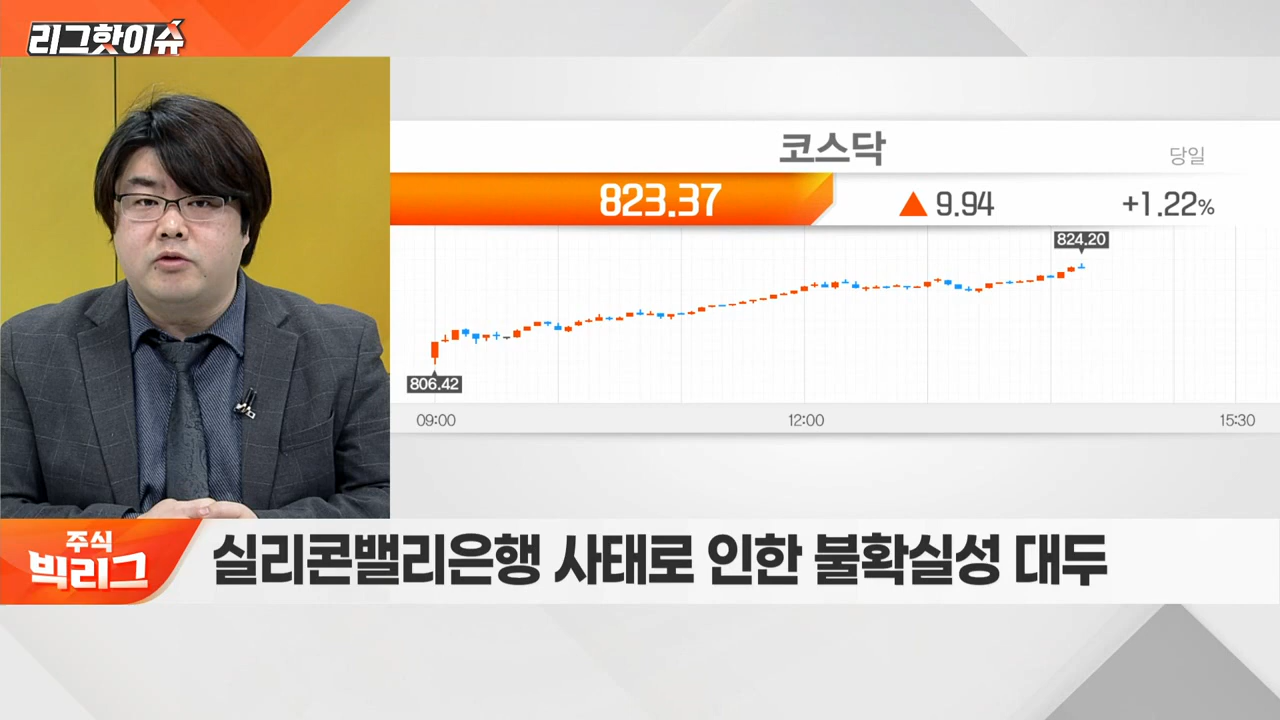 리그핫이슈
코스닥
당일
823.37
▲ 9.94
+1.22%
824.20
806.42
09:00
12:00
15:30
주식
빅리그
실리콘밸리은행 사태로 인한 불확실성 대두